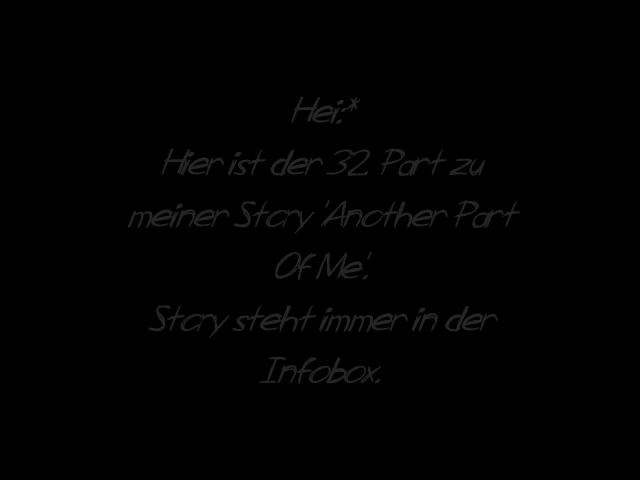 Hei:*
Hier ist der 32. Part zu
meiner Story 'Another Part
Of Me'.
Story steht immer in der
Infobox.